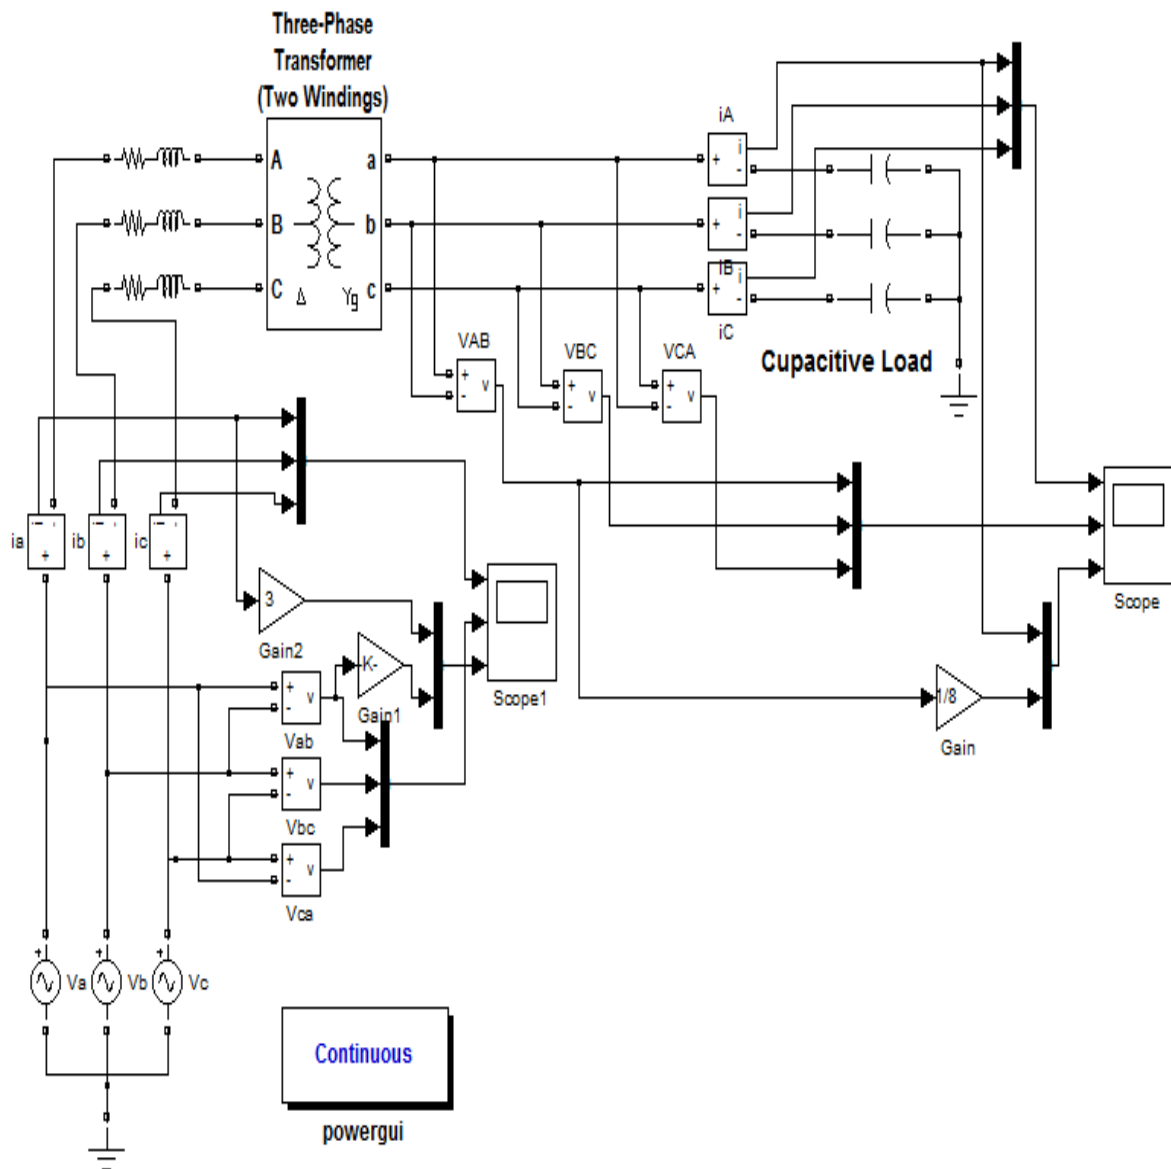 Three-Phase
Transformer
(Two Windings)
A
B
C
a
b
c
Δ
Yg
iA
+
i
-
i
+
-
iB
+
i
-
iC
Cupacitive Load
VAB
+
-
v
VBC
+
-
v
VCA
+
-
v
ia
i
-
+
ib
i
-
+
ic
i
-
+
3
Gain2
K-
Gain1
Scope1
Scope
1/8
Gain
+
-
v
Vab
+
-
v
Vbc
+
-
v
Vca
+
Va
+
Vb
+
Vc
Continuous
powergui